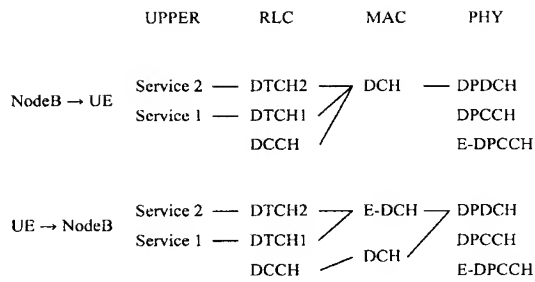 UPPER RLC MAC PHY
Service 2 DTCH2 DCH DPDCH
NodeB → UE
Service 1 DTCH1 DPCCH
DCCH E-DPCCH
Service 2 DTCH2 E-DCH DPDCH
UE → NodeB
Service 1 DTCH1 DPCCH
DCH
DCCH E-DPCCH